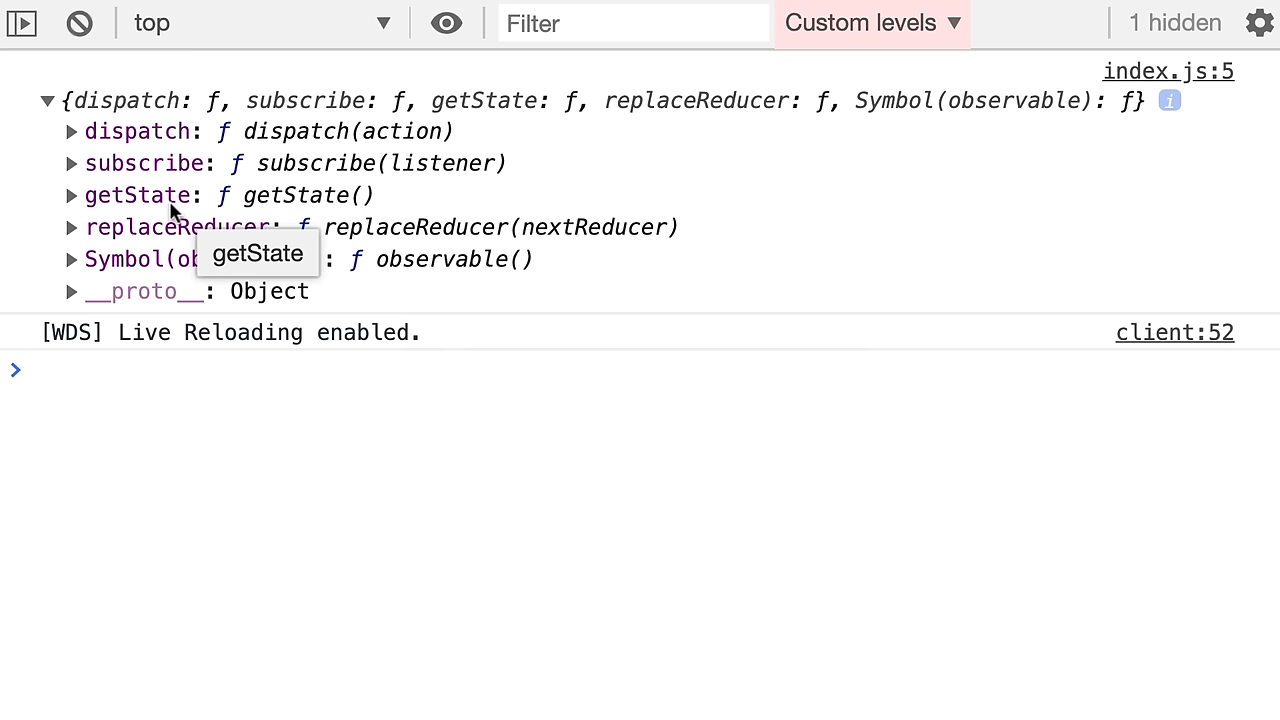 top Filter Custom levels 1 hidden
index.js:5
{dispatch: ƒ, subscribe: ƒ, getState: ƒ, replaceReducer: ƒ, Symbol(observable): ƒ} i
dispatch: ƒ dispatch(action)
subscribe: ƒ subscribe(listener)
getState: ƒ getState()
replaceReducer: ƒ replaceReducer(nextReducer)
getState
Symbol(ob : ƒ observable()
__proto__: Object
[WDS] Live Reloading enabled. client:52